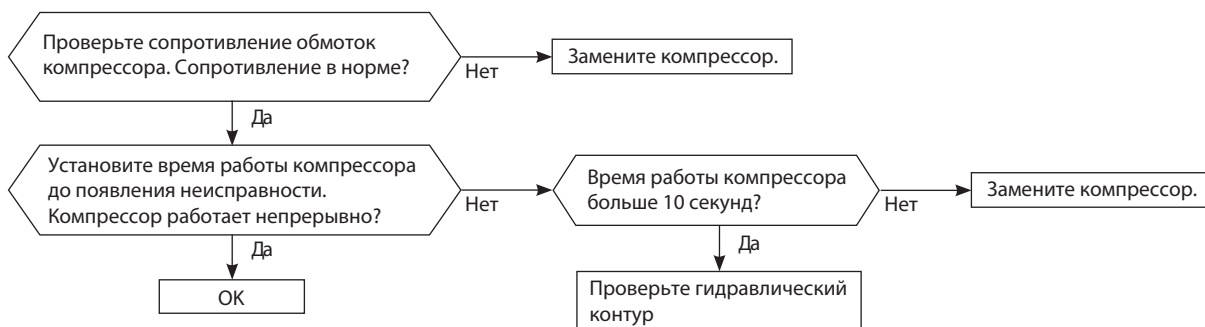 Проверьте сопротивление обмоток
компрессора. Сопротивление в норме?
Нет
Замените компрессор.
Да
Установите время работы компрессора
до появления неисправности.
Компрессор работает непрерывно?
Нет
Время работы компрессора
больше 10 секунд?
Нет
Замените компрессор.
Да
OK
Да
Проверьте гидравлический
контур